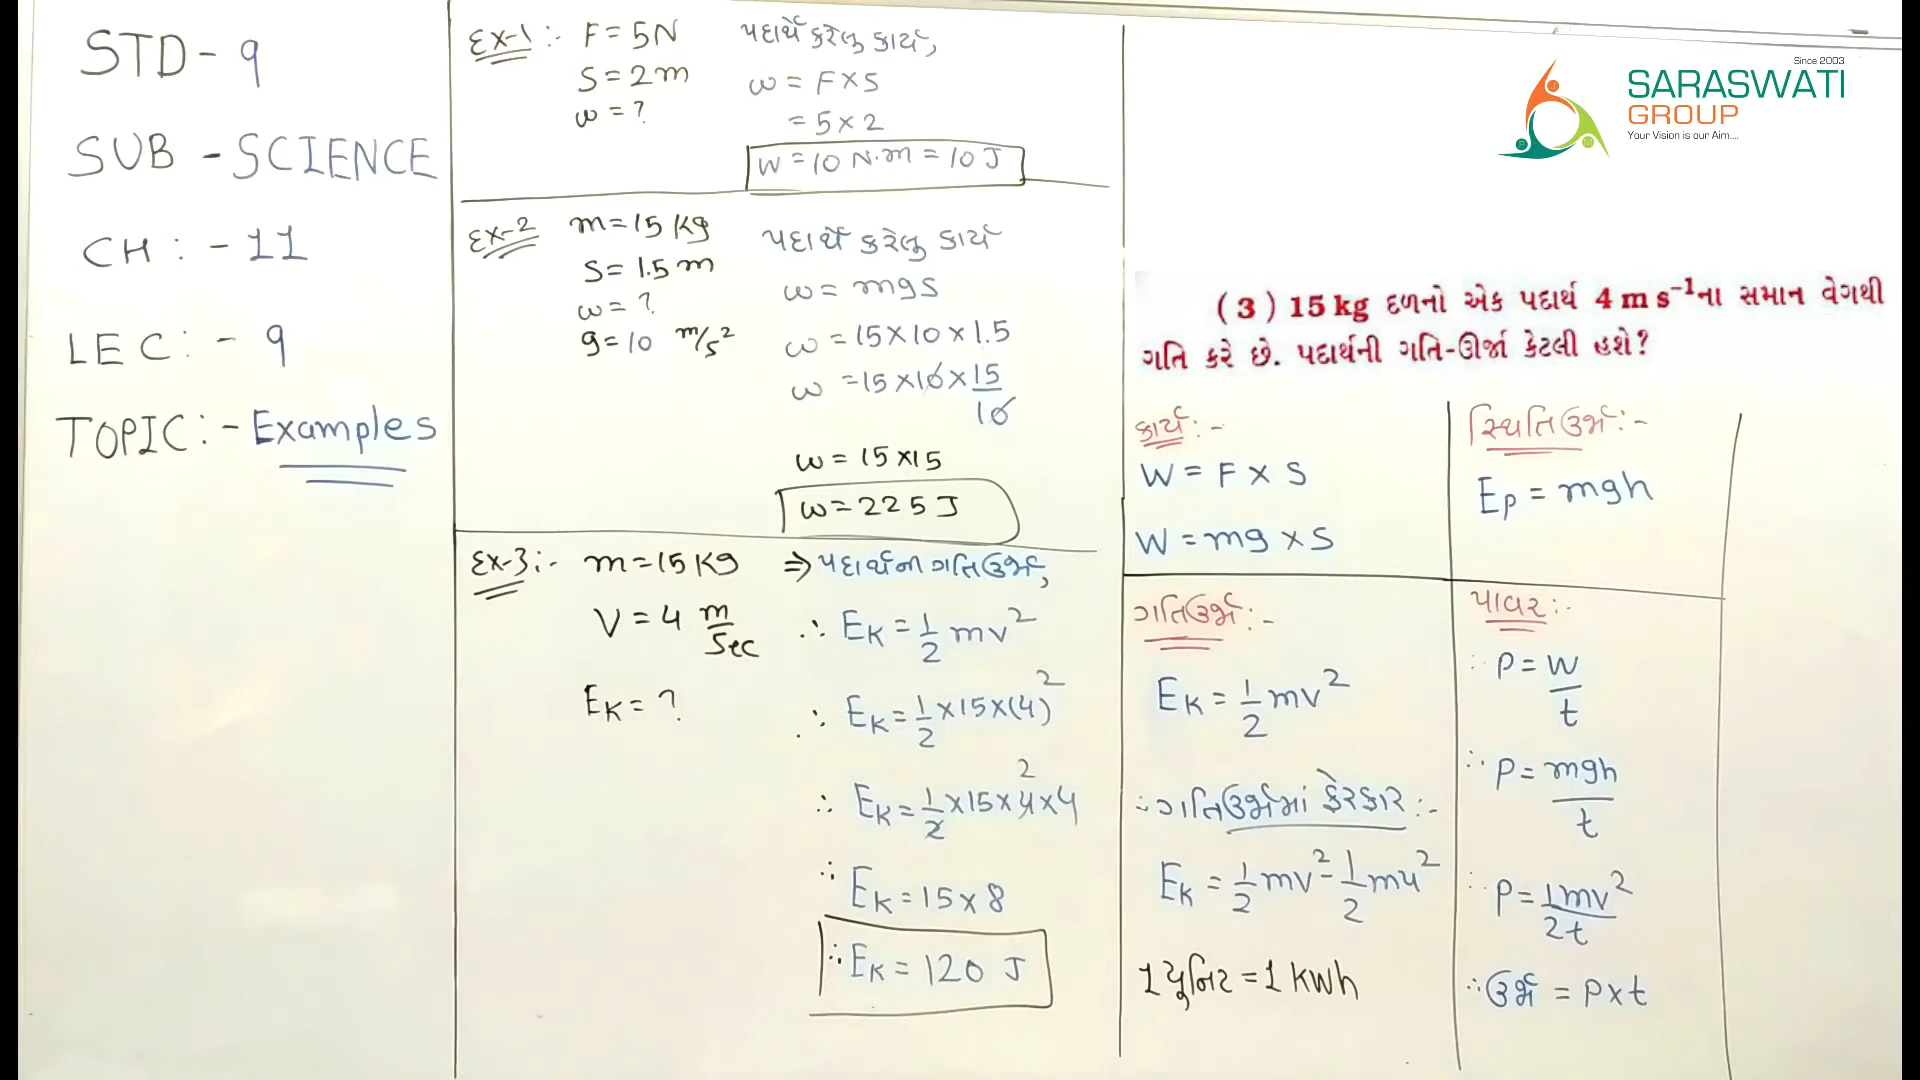 STD - 9
SUB - SCIENCE
CH : - 11
LEC : - 9
TOPIC : - Examples
Ex-1 :- F = 5N
S = 2m
w = ?
પદાર્થે કરેલુ કાર્ય,
w = F×S
= 5×2
W = 10 N·m = 10 J
Ex-2 m = 15 kg
S = 1.5 m
w = ?
g = 10 m/s²
પદાર્થે કરેલુ કાર્ય
w = mgs
w = 15×10×1.5
w = 15×10×15/10
w = 15×15
w = 225 J
Ex-3 :- m = 15 Kg
V = 4 m/Sec
EK = ?
⇒ પદાર્થની ગતિઉર્જા,
∴ EK = 1/2 mv²
∴ EK = 1/2 ×15×(4)²
∴ EK = 1/2 ×15×4×4
2
∴ EK = 15×8
∴ EK = 120 J
Since 2003
SARASWATI
GROUP
Your Vision is our Aim....
(3) 15 kg દળનો એક પદાર્થ 4 m s⁻¹ના સમાન વેગથી
ગતિ કરે છે. પદાર્થની ગતિ-ઊર્જા કેટલી હશે?
કાર્ય :-
W = F × S
W = mg × S
સ્થિતિઉર્જા :-
Ep = mgh
ગતિઉર્જા :-
EK = 1/2 mv²
∴ ગતિઉર્જામાં ફેરફાર :-
EK = 1/2 mv² - 1/2 mu²
1 યુનિટ = 1 kWh
પાવર :-
∴ P = W/t
∴ P = mgh/t
∴ P = 1mv²/2t
∴ ઉર્જા = P×t